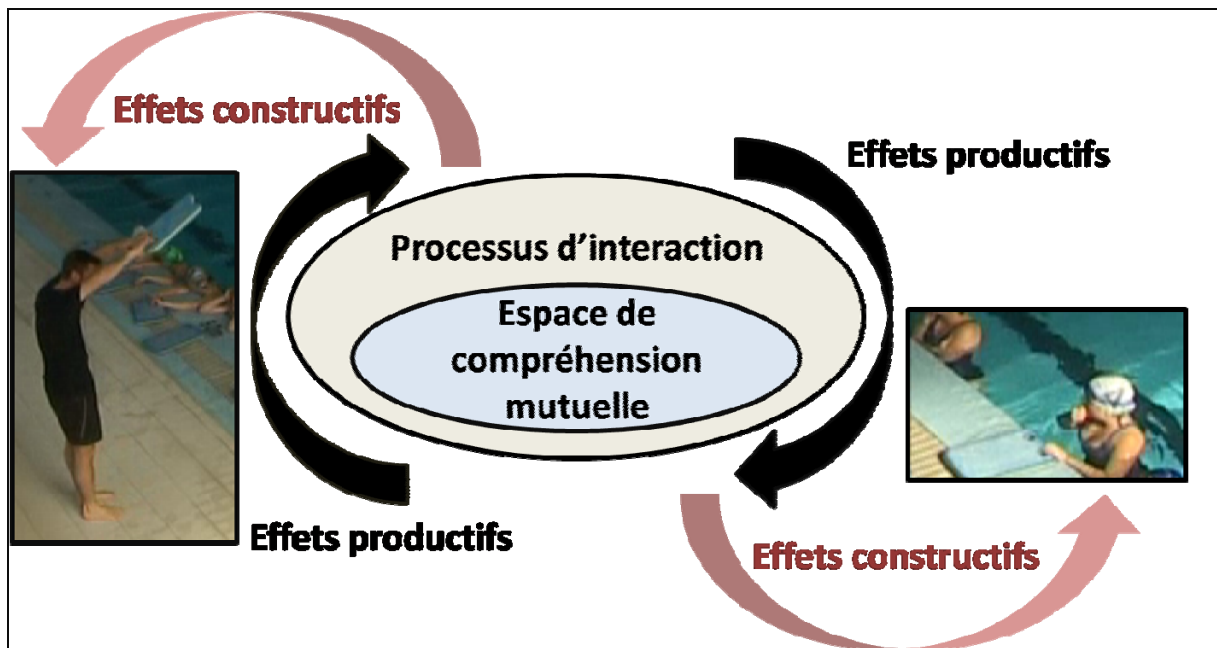 Effets constructifs
Effets productifs
Processus d'interaction
Espace de
compréhension
mutuelle
Effets productifs
Effets constructifs